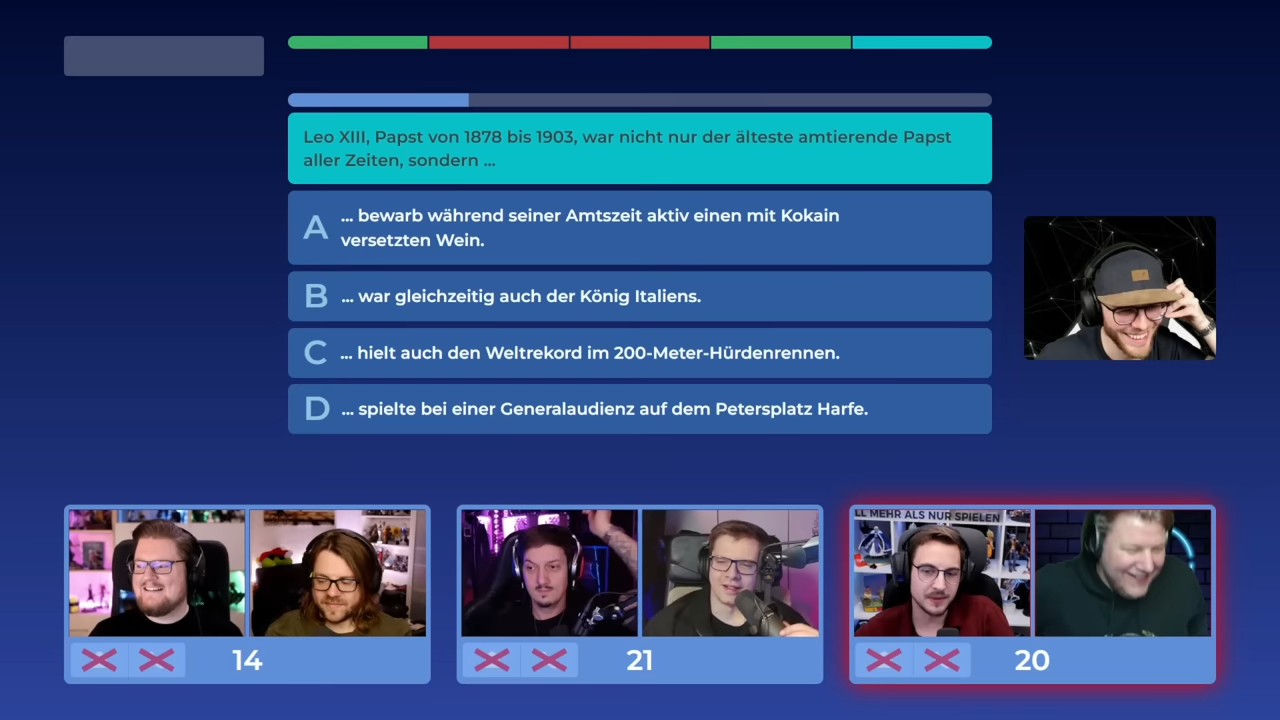 Leo XIII, Papst von 1878 bis 1903, war nicht nur der älteste amtierende Papst
aller Zeiten, sondern ...
A
... bewarb während seiner Amtszeit aktiv einen mit Kokain
versetzten Wein.
B ... war gleichzeitig auch der König Italiens.
C ... hielt auch den Weltrekord im 200-Meter-Hürdenrennen.
D ... spielte bei einer Generalaudienz auf dem Petersplatz Harfe.
LL MEHR ALS NUR SPIELEN
14
21
20